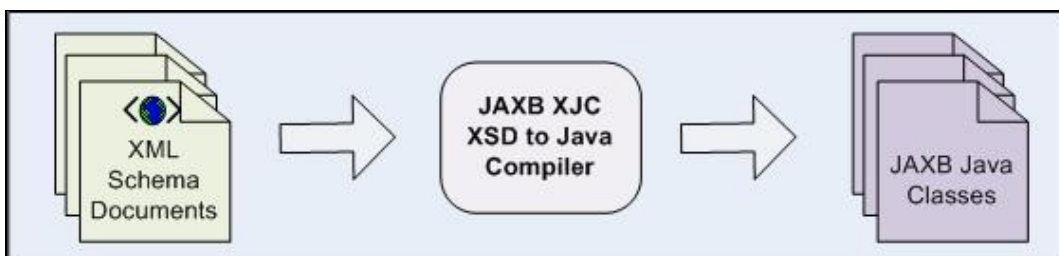 XML
Schema
Documents
JAXB XJC
XSD to Java
Compiler
JAXB Java
Classes